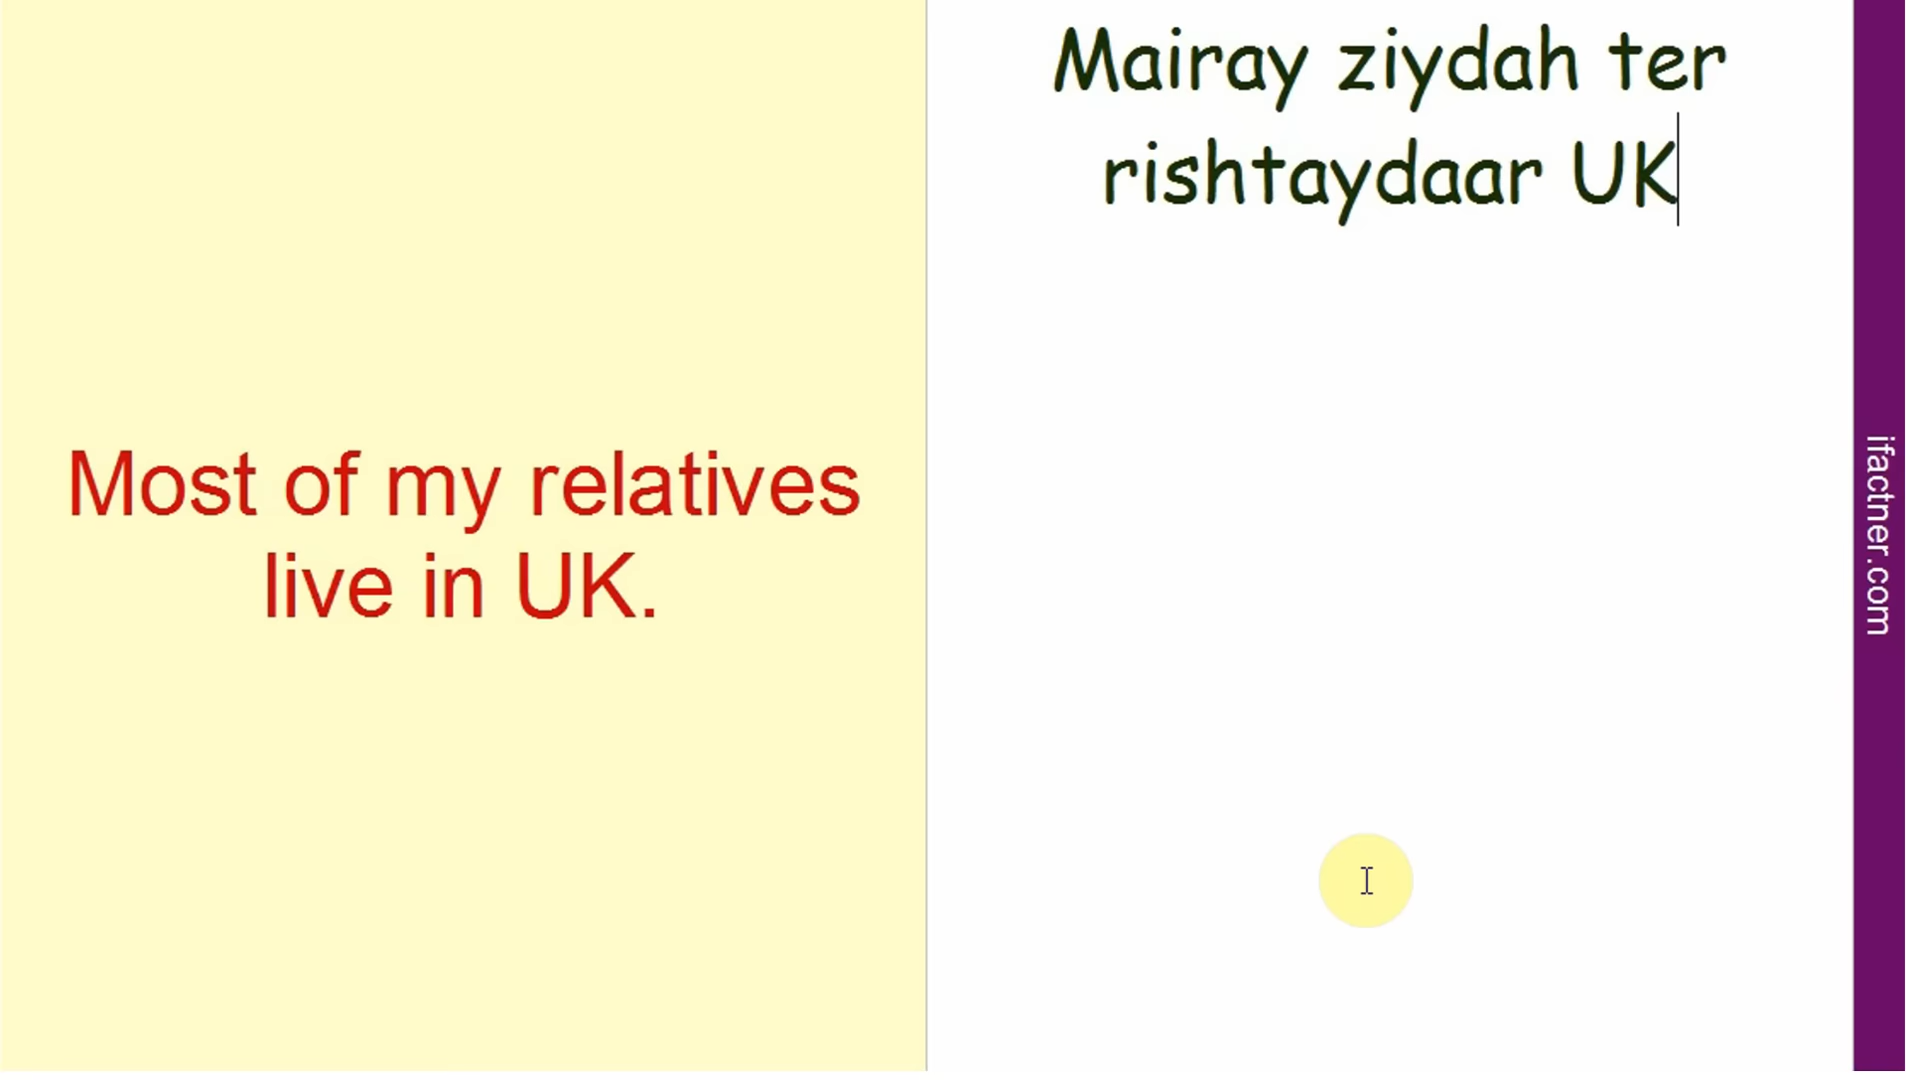 Most of my relatives
live in UK.
Mairay ziydah ter
rishtaydaar UK
ifactner.com